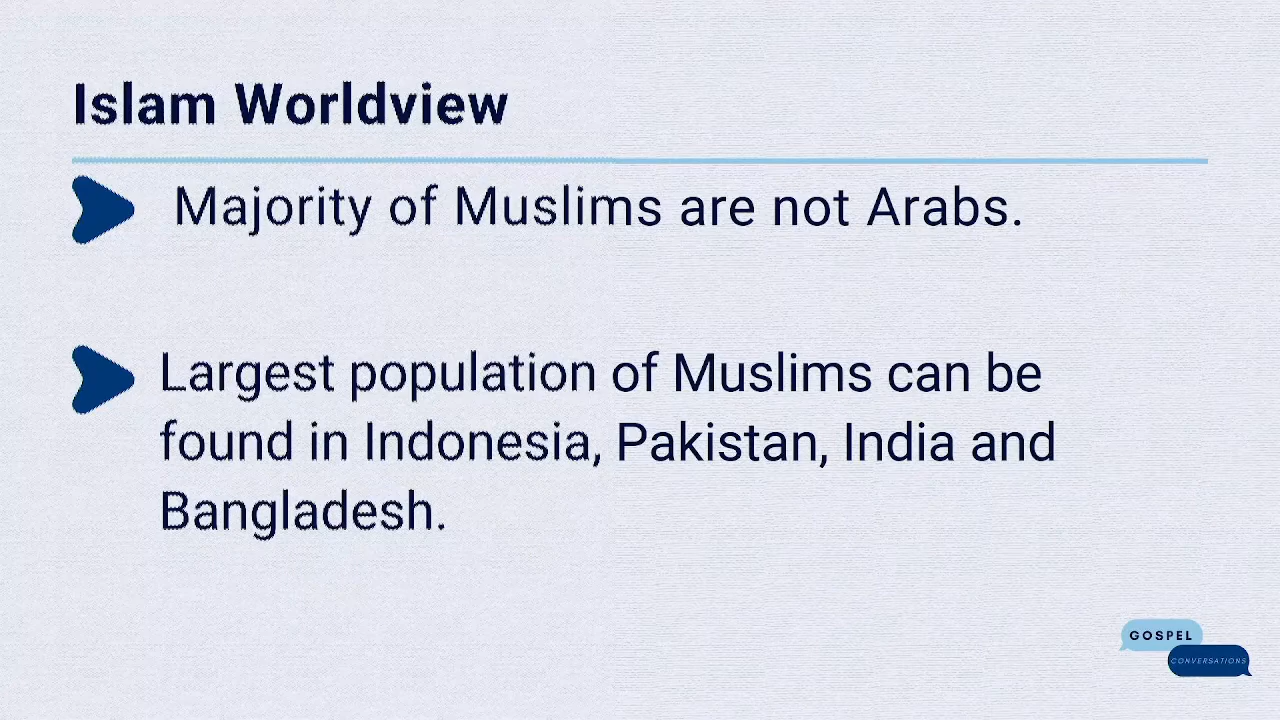 Islam Worldview
Majority of Muslims are not Arabs.
Largest population of Muslims can be
found in Indonesia, Pakistan, India and
Bangladesh.
GOSPEL
CONVERSATIONS